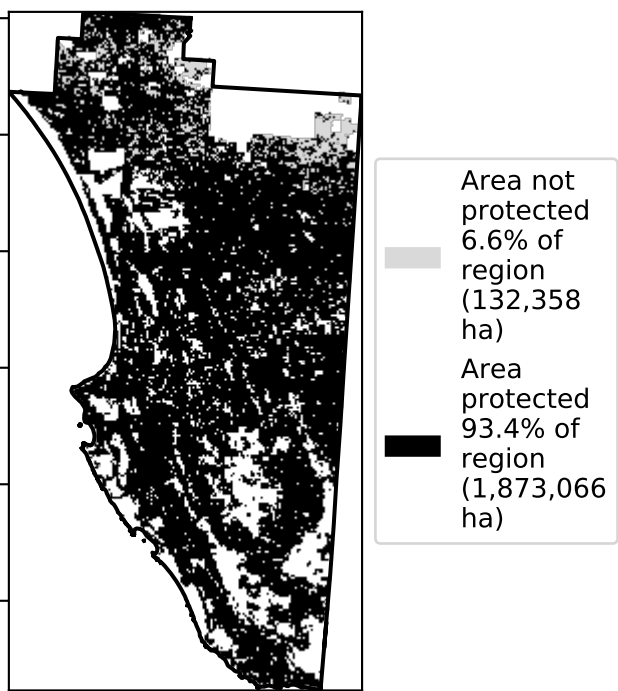 Area not
protected
6.6% of
region
(132,358
ha)
Area
protected
93.4% of
region
(1,873,066
ha)